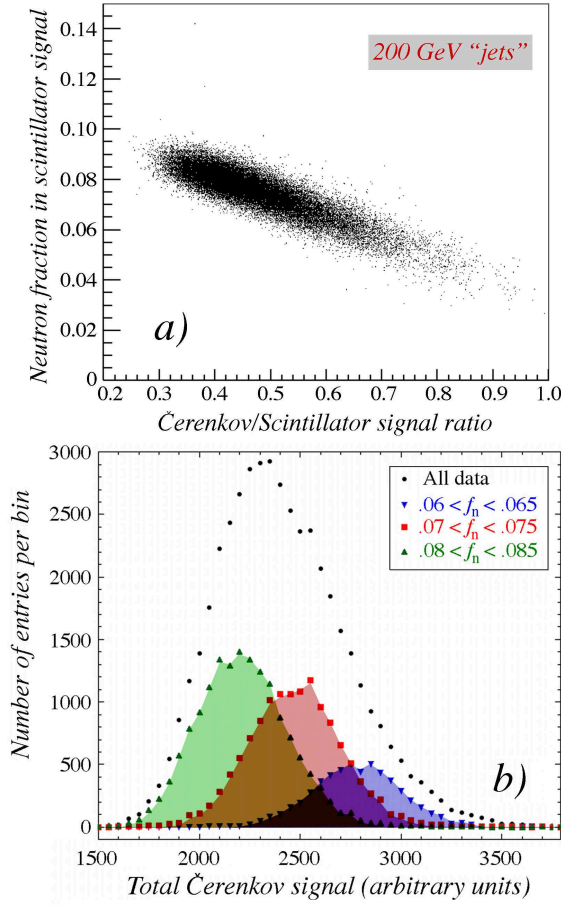 200 GeV “jets”
Neutron fraction in scintillator signal
0.14
0.12
0.10
0.08
0.06
0.04
0.02
0
a)
0.2 0.3 0.4 0.5 0.6 0.7 0.8 0.9 1.0
Čerenkov/Scintillator signal ratio
Number of entries per bin
3000
2500
2000
1500
1000
500
0
All data
.06 < fn < .065
.07 < fn < .075
.08 < fn < .085
b)
1500 2000 2500 3000 3500
Total Čerenkov signal (arbitrary units)